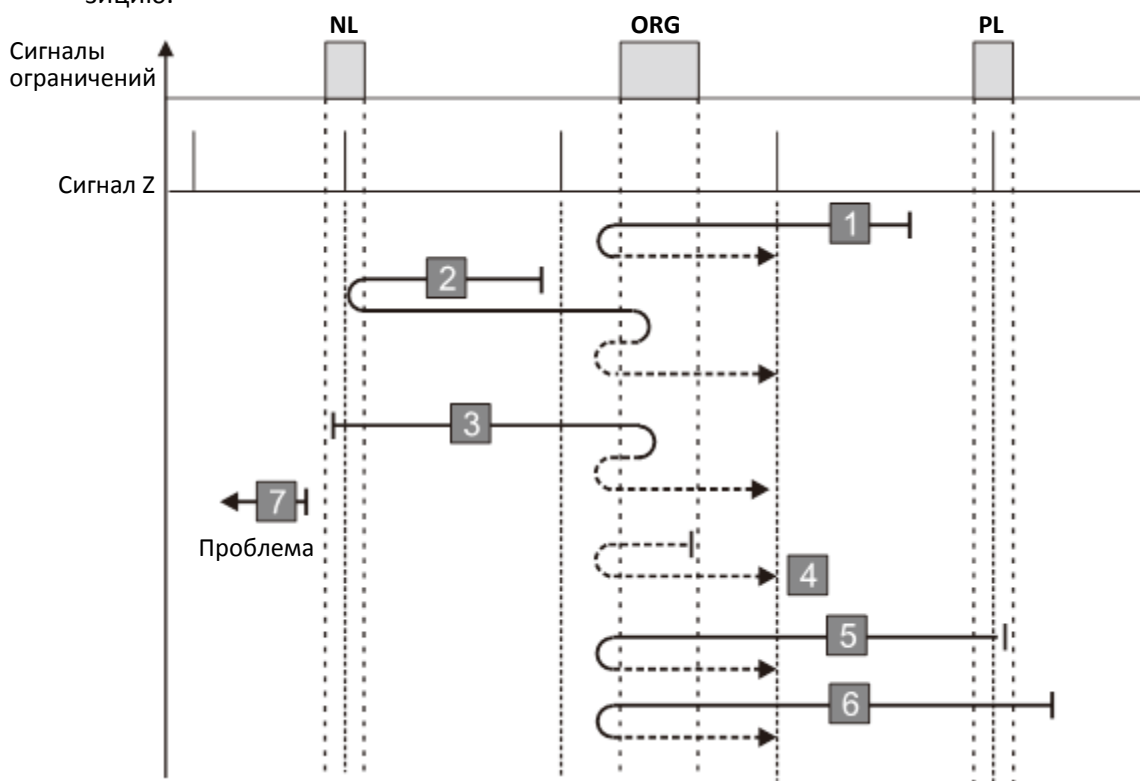 зицию.
NL ORG PL
Сигналы
ограничений
Сигнал Z
1
2
3
7
Проблема
4
5
6